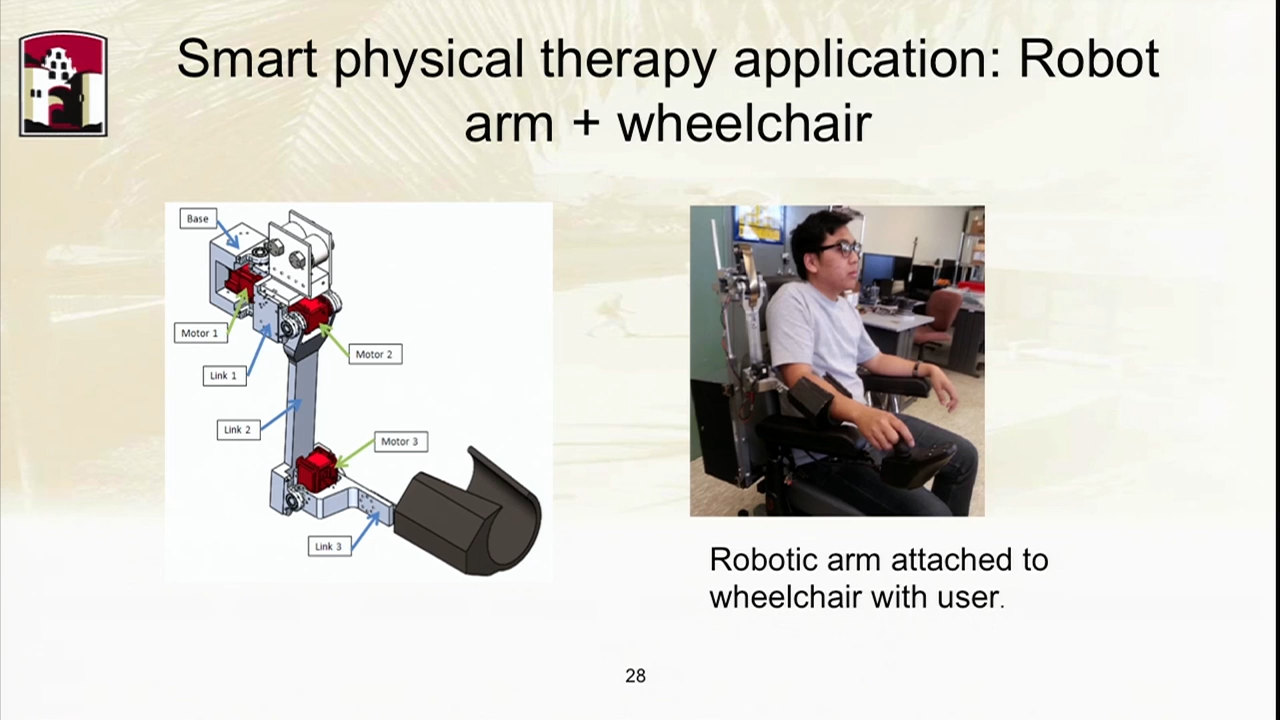 Smart physical therapy application: Robot
arm + wheelchair
Base
Motor 1
Motor 2
Link 1
Link 2
Motor 3
Link 3
Robotic arm attached to
wheelchair with user.
28